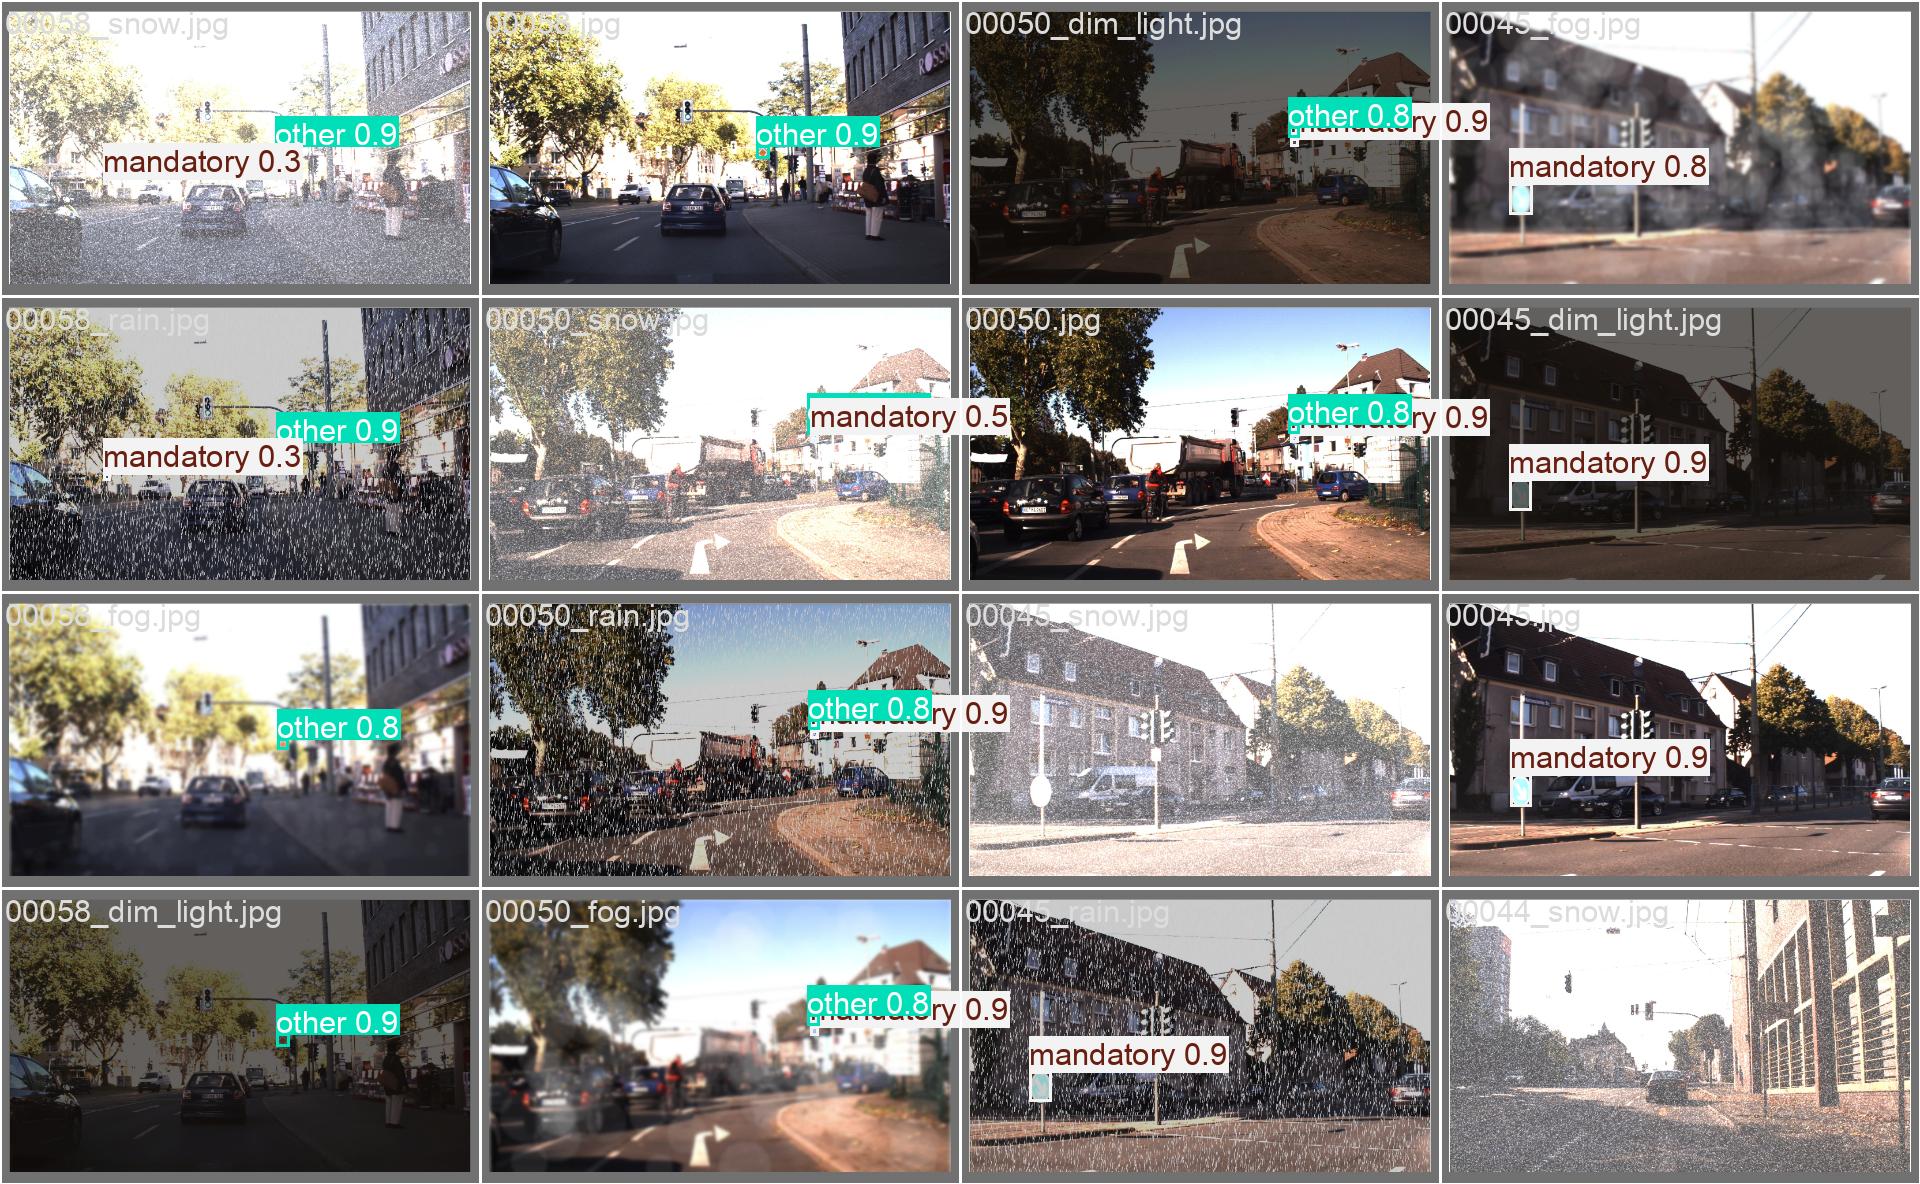 00058_snow.jpg
other 0.9
mandatory 0.3
00058.jpg
other 0.9
00050_dim_light.jpg
other 0.8
mandatory 0.9
00045_fog.jpg
mandatory 0.8
00058_rain.jpg
other 0.9
mandatory 0.3
00050_snow.jpg
mandatory 0.5
00050.jpg
other 0.8
ry 0.9
00045_dim_light.jpg
mandatory 0.9
00058_fog.jpg
other 0.8
00050_rain.jpg
other 0.8
ry 0.9
00045_snow.jpg
00045.jpg
mandatory 0.9
00058_dim_light.jpg
other 0.9
00050_fog.jpg
other 0.8
mandatory 0.9
00045_rain.jpg
mandatory 0.9
00044_snow.jpg